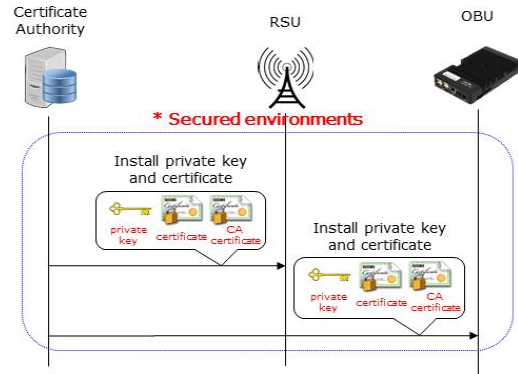 Certificate
Authority
RSU
OBU
* Secured environments
Install private key
and certificate
private
key
certificate
CA
certificate
Install private key
and certificate
private
key
certificate
CA
certificate